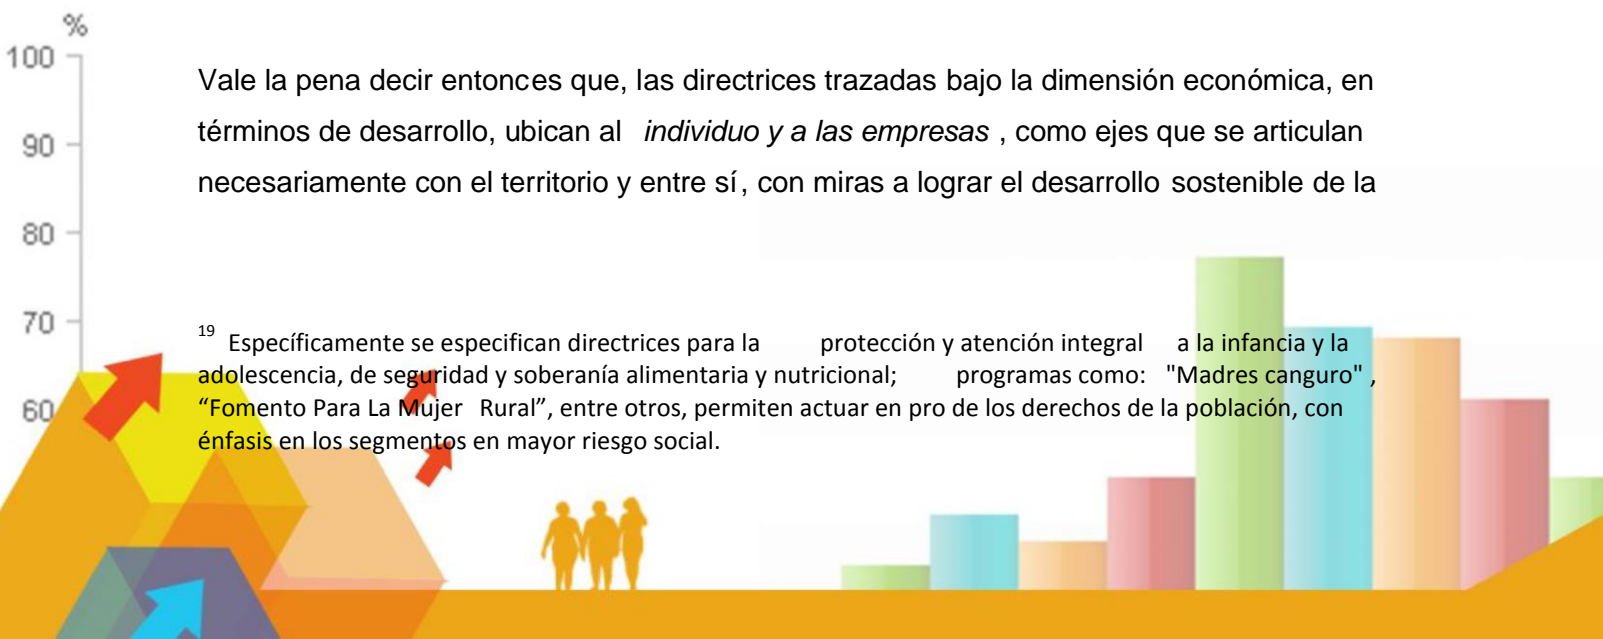 %
100
90
80
70
60
Vale la pena decir entonces que, las directrices trazadas bajo la dimensión económica, en
términos de desarrollo, ubican al individuo y a las empresas , como ejes que se articulan
necesariamente con el territorio y entre sí, con miras a lograr el desarrollo sostenible de la
19 Específicamente se especifican directrices para la protección y atención integral a la infancia y la
adolescencia, de seguridad y soberanía alimentaria y nutricional; programas como: "Madres canguro" ,
“Fomento Para La Mujer Rural”, entre otros, permiten actuar en pro de los derechos de la población, con
énfasis en los segmentos en mayor riesgo social.